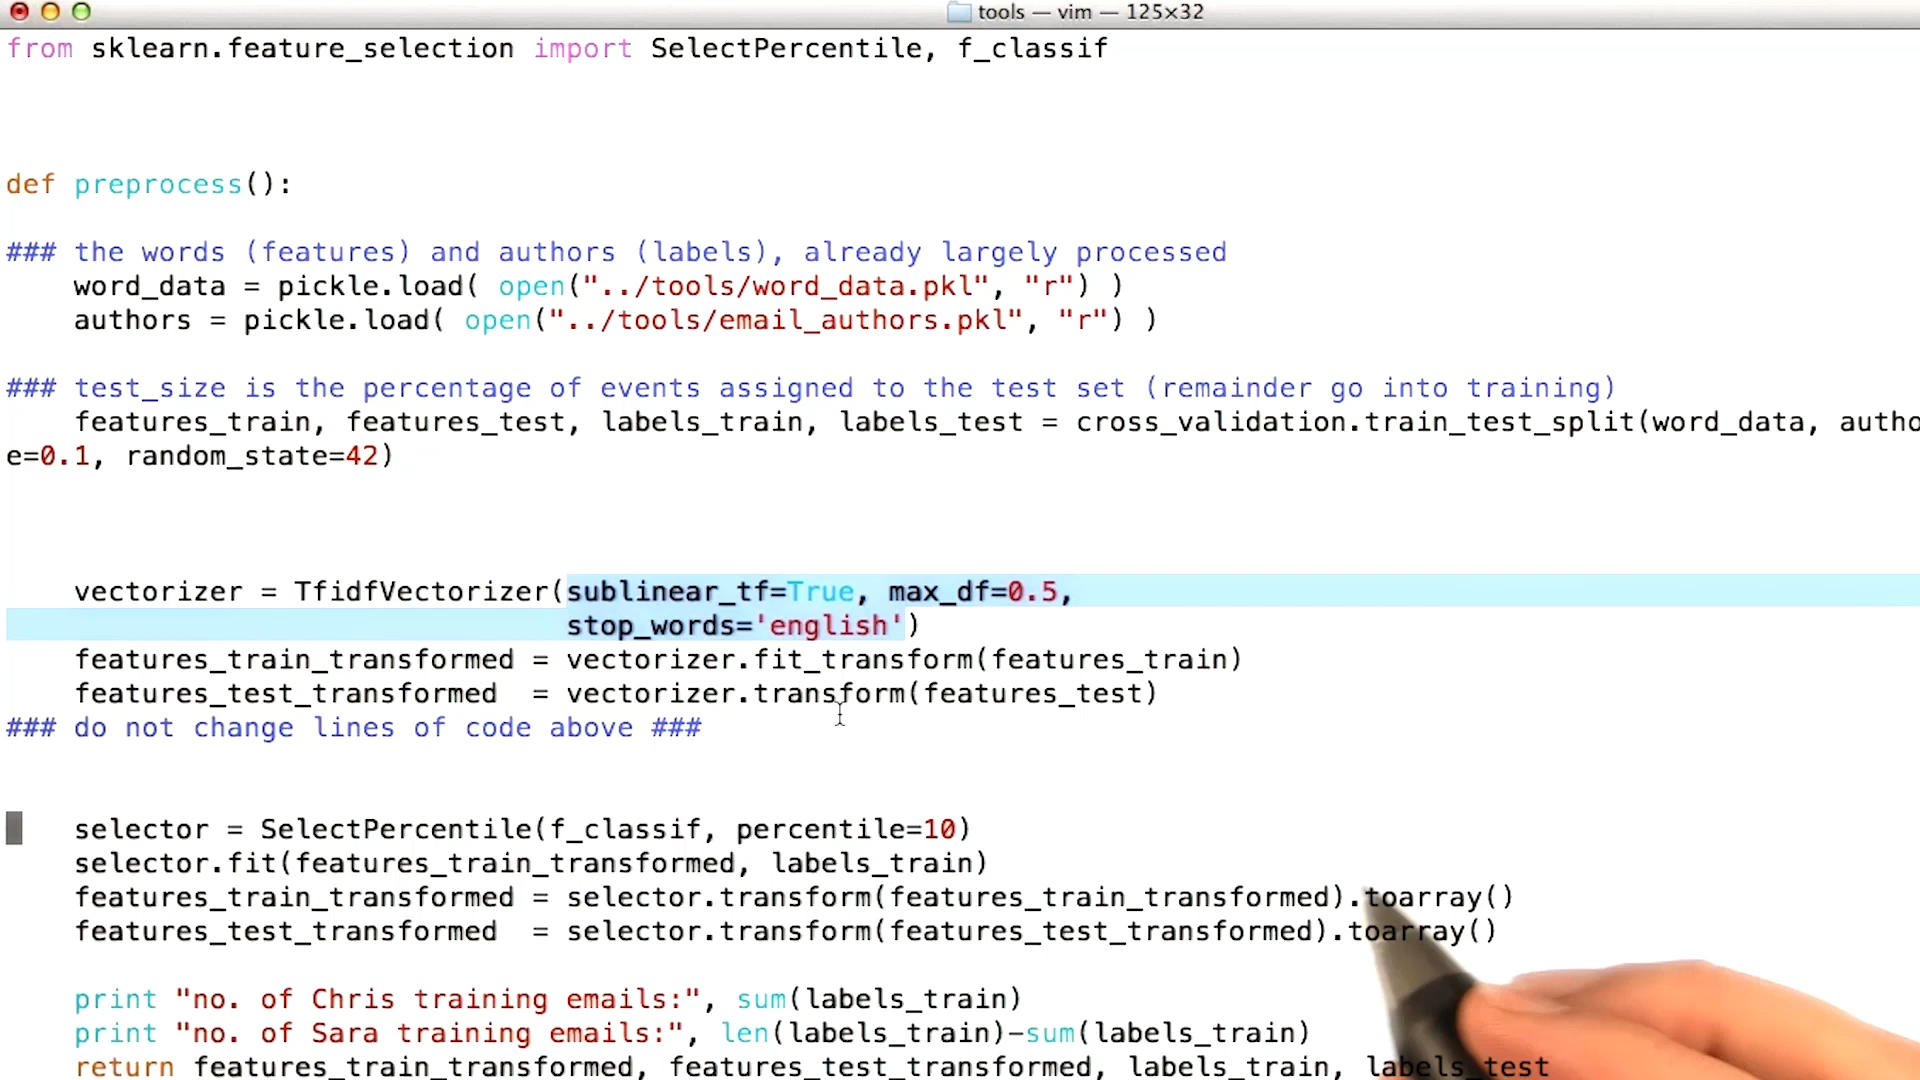 tools — vim — 125×32
from sklearn.feature_selection import SelectPercentile, f_classif
def preprocess():
### the words (features) and authors (labels), already largely processed
    word_data = pickle.load( open("../tools/word_data.pkl", "r") )
    authors = pickle.load( open("../tools/email_authors.pkl", "r") )
### test_size is the percentage of events assigned to the test set (remainder go into training)
    features_train, features_test, labels_train, labels_test = cross_validation.train_test_split(word_data, autho
e=0.1, random_state=42)
    vectorizer = TfidfVectorizer(sublinear_tf=True, max_df=0.5,
                                 stop_words='english')
    features_train_transformed = vectorizer.fit_transform(features_train)
    features_test_transformed  = vectorizer.transform(features_test)
### do not change lines of code above ###
    selector = SelectPercentile(f_classif, percentile=10)
    selector.fit(features_train_transformed, labels_train)
    features_train_transformed = selector.transform(features_train_transformed).toarray()
    features_test_transformed  = selector.transform(features_test_transformed).toarray()
    print "no. of Chris training emails:", sum(labels_train)
    print "no. of Sara training emails:", len(labels_train)-sum(labels_train)
    return features_train_transformed, features_test_transformed, labels_train, labels_test